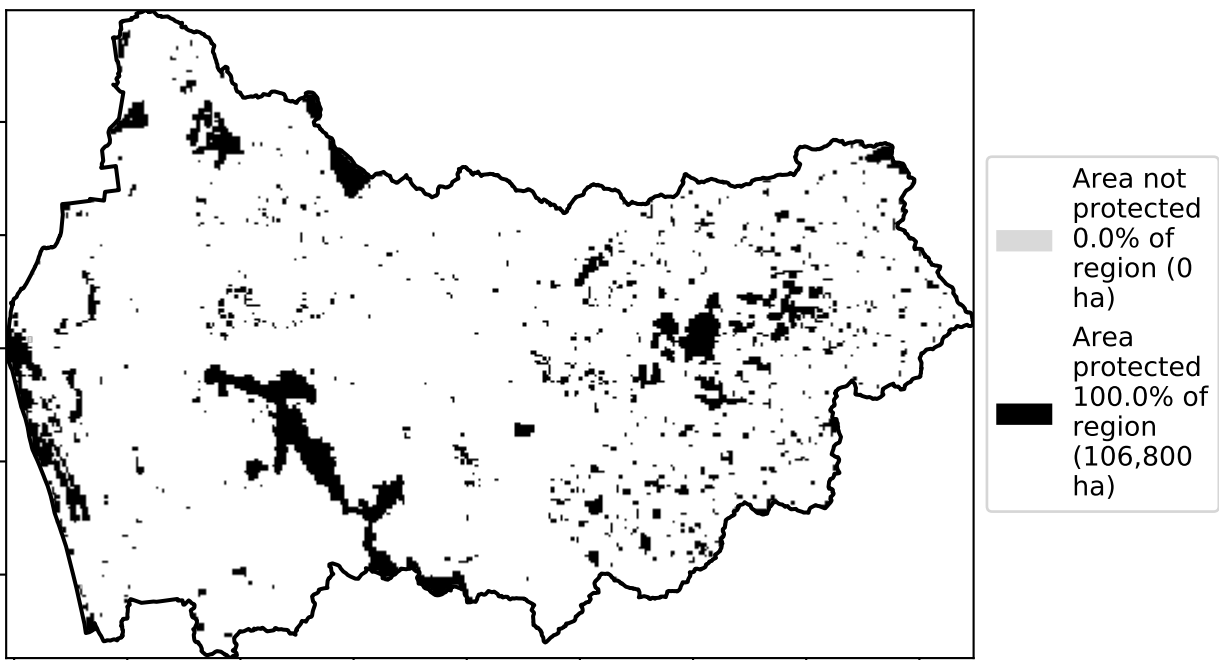 Area not
protected
0.0% of
region (0
ha)
Area
protected
100.0% of
region
(106,800
ha)